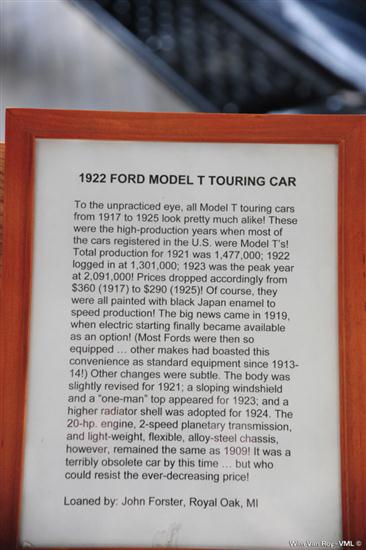 1922 FORD MODEL T TOURING CAR
To the unpracticed eye, all Model T touring cars
from 1917 to 1925 look pretty much alike! These
were the high-production years when most of
the cars registered in the U.S. were Model T's!
Total production for 1921 was 1,477,000; 1922
logged in at 1,301,000; 1923 was the peak year
at 2,091,000! Prices dropped accordingly from
$360 (1917) to $290 (1925)! Of course, they
were all painted with black Japan enamel to
speed production! The big news came in 1919,
when electric starting finally became available
as an option! (Most Fords were then so
equipped … other makes had boasted this
convenience as standard equipment since 1913-
14!) Other changes were subtle. The body was
slightly revised for 1921; a sloping windshield
and a "one-man" top appeared for 1923; and a
higher radiator shell was adopted for 1924. The
20-hp. engine, 2-speed planetary transmission,
and light-weight, flexible, alloy-steel chassis,
however, remained the same as 1909! It was a
terribly obsolete car by this time … but who
could resist the ever-decreasing price!
Loaned by: John Forster, Royal Oak, MI
Wim Van Roy - VML ©